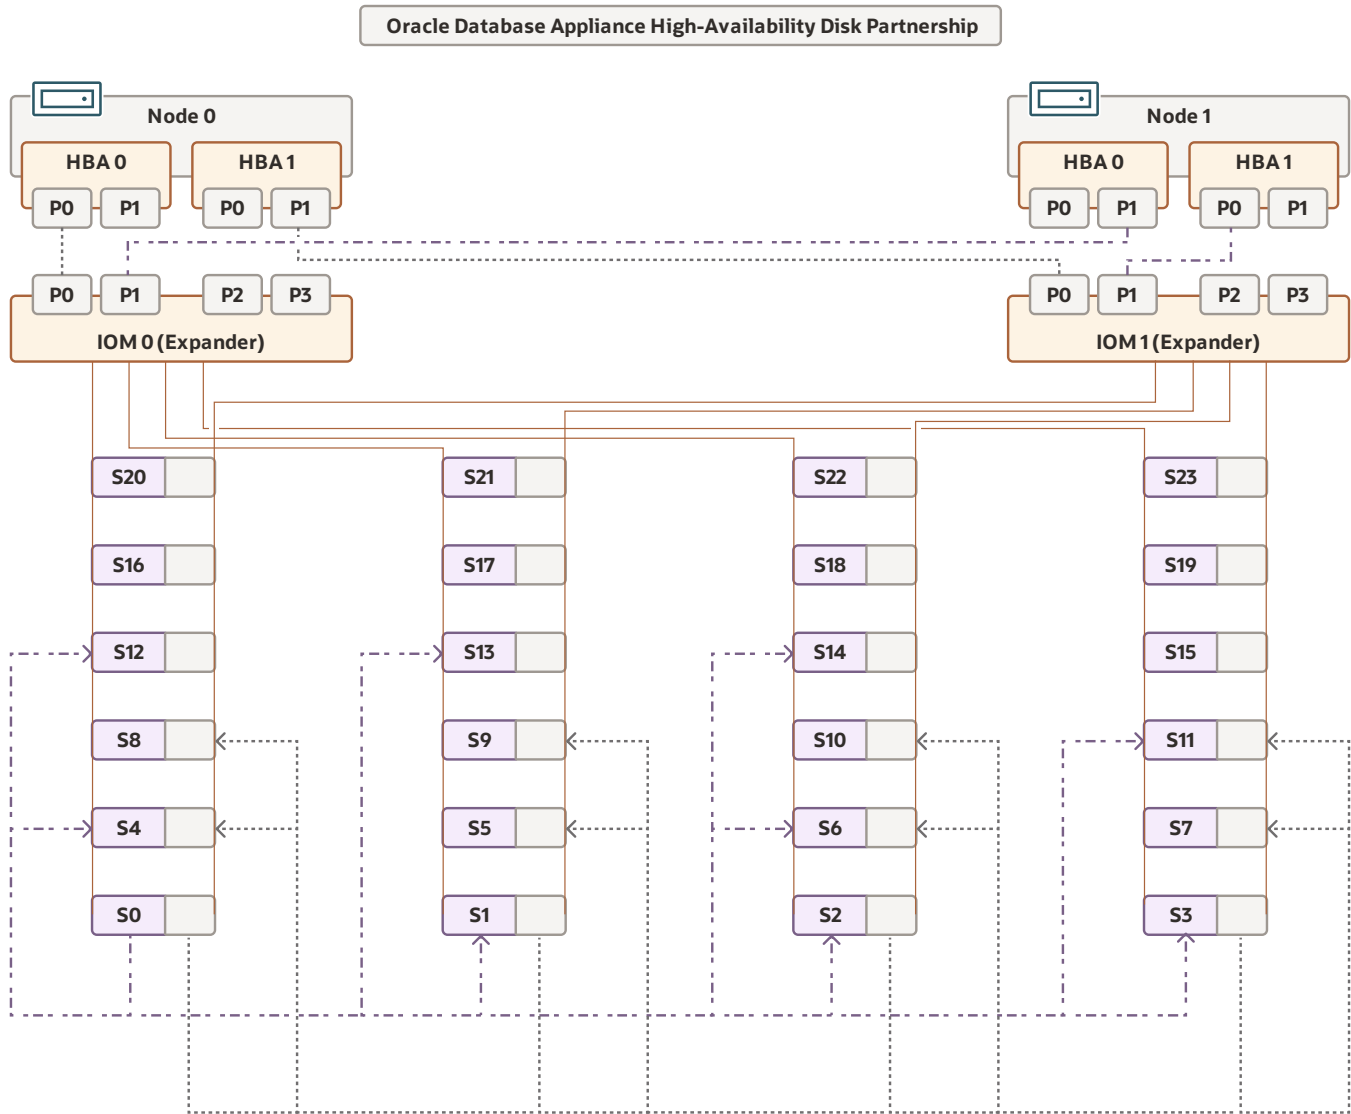 Oracle Database Appliance High-Availability Disk Partnership
Node 0
Node 1
HBA 0
HBA 1
HBA 0
HBA 1
P0
P1
P0
P1
P0
P1
P0
P1
P0
P1
P2
P3
P0
P1
P2
P3
IOM 0 (Expander)
IOM 1 (Expander)
S20
S21
S22
S23
S16
S17
S18
S19
S12
S13
S14
S15
S8
S9
S10
S11
S4
S5
S6
S7
S0
S1
S2
S3